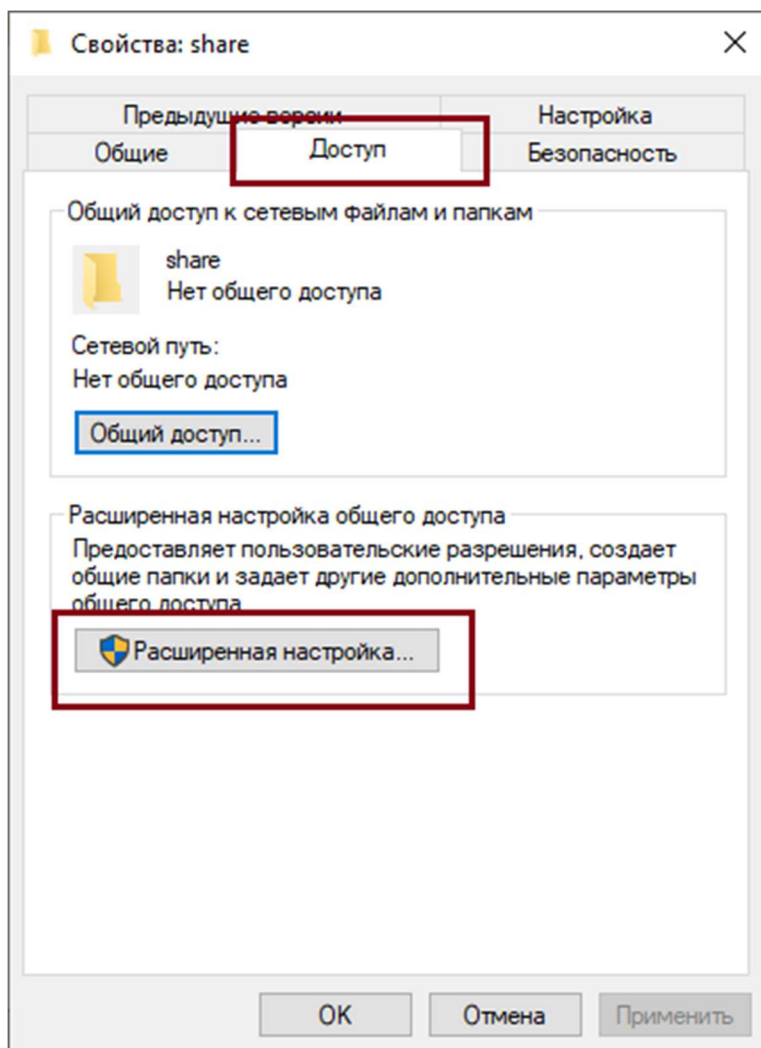 Свойства: share
Предыдущие версии
Настройка
Общие
Доступ
Безопасность
Общий доступ к сетевым файлам и папкам
share
Нет общего доступа
Сетевой путь:
Нет общего доступа
Общий доступ...
Расширенная настройка общего доступа
Предоставляет пользовательские разрешения, создает
общие папки и задает другие дополнительные параметры
общего доступа
Расширенная настройка...
ОК
Отмена
Применить